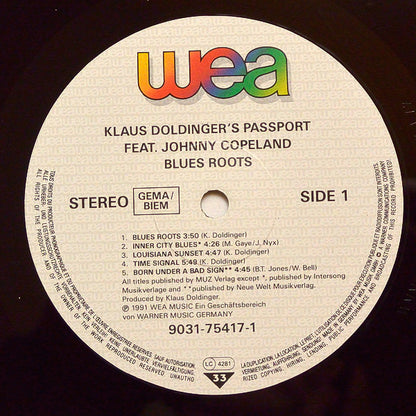 wea
KLAUS DOLDINGER'S PASSPORT
FEAT. JOHNNY COPELAND
BLUES ROOTS
STEREO GEMA/BIEM SIDE 1
1. BLUES ROOTS 3:50 (K. Doldinger)
2. INNER CITY BLUES* 4:26 (M. Gaye/J. Nyx)
3. LOUISIANA SUNSET 4:47 (K. Doldinger)
4. TIME SIGNAL 5:49 (K. Doldinger)
5. BORN UNDER A BAD SIGN** 4:45 (B.T. Jones/W. Bell)
All titles published by MUZ Verlag except *, published by Intersong
Musikverlage and ** published by Neue Welt Musikverlag.
Produced by Klaus Doldinger.
℗ 1991 WEA MUSIC Ein Geschäftsbereich
von WARNER MUSIC GERMANY
9031-75417-1
LC 4281
33